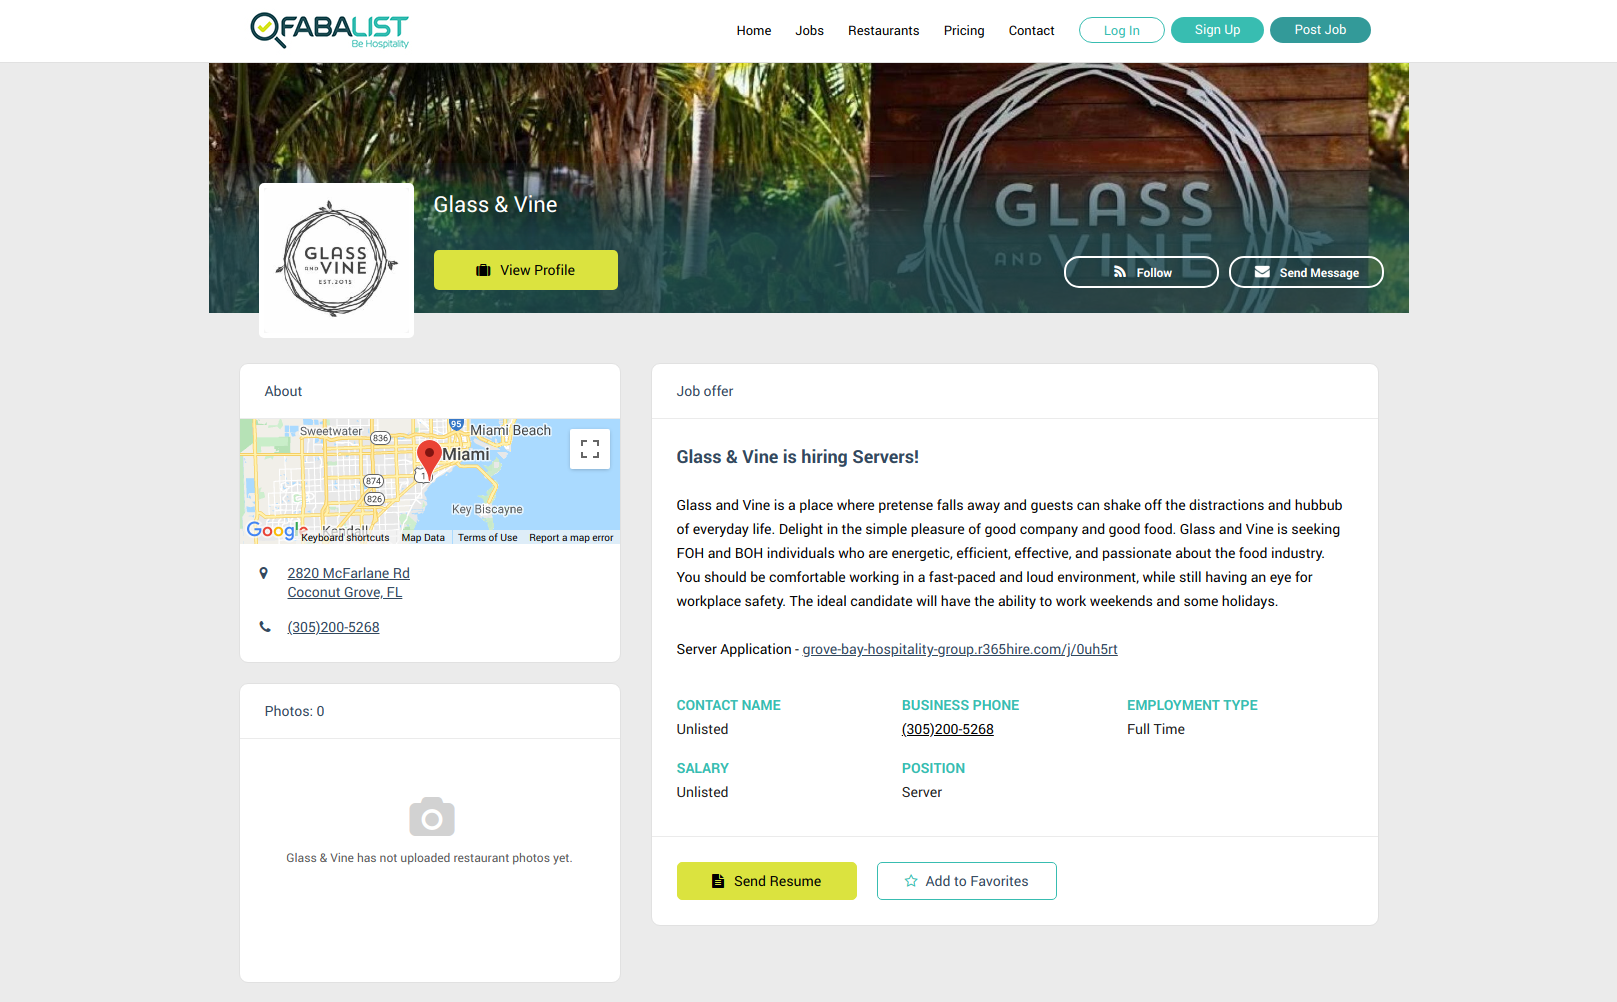 FABALIST
Be Hospitality
Home Jobs Restaurants Pricing Contact Log In Sign Up Post Job
GLASS
AND VINE
GLASS
AND VINE
EST.2015
Glass & Vine
View Profile
Follow
Send Message
About
Sweetwater
836
95
Miami Beach
Miami
1
874
826
Key Biscayne
Kendall
Google
Keyboard shortcuts Map Data Terms of Use Report a map error
2820 McFarlane Rd
Coconut Grove, FL
(305)200-5268
Photos: 0
Glass & Vine has not uploaded restaurant photos yet.
Job offer
Glass & Vine is hiring Servers!
Glass and Vine is a place where pretense falls away and guests can shake off the distractions and hubbub
of everyday life. Delight in the simple pleasure of good company and good food. Glass and Vine is seeking
FOH and BOH individuals who are energetic, efficient, effective, and passionate about the food industry.
You should be comfortable working in a fast-paced and loud environment, while still having an eye for
workplace safety. The ideal candidate will have the ability to work weekends and some holidays.
Server Application - grove-bay-hospitality-group.r365hire.com/j/0uh5rt
CONTACT NAME BUSINESS PHONE EMPLOYMENT TYPE
Unlisted (305)200-5268 Full Time
SALARY POSITION
Unlisted Server
Send Resume Add to Favorites